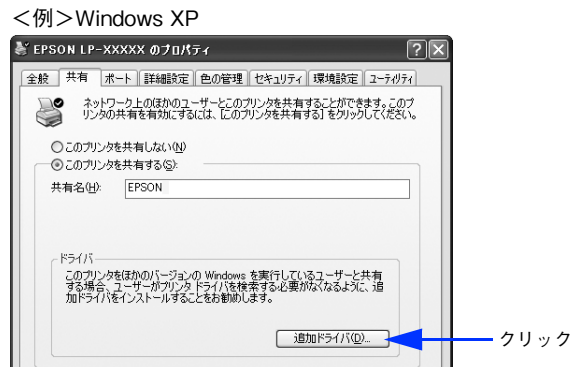 ＜例＞Windows XP
EPSON LP-XXXXX のプロパティ
全般 共有 ポート 詳細設定 色の管理 セキュリティ 環境設定 ユーティリティ
ネットワーク上のほかのユーザーとこのプリンタを共有することができます。このプ
リンタの共有を有効にするには、[このプリンタを共有する] をクリックしてください。
このプリンタを共有しない(N)
このプリンタを共有する(S):
共有名(H): EPSON
ドライバ
このプリンタをほかのバージョンの Windows を実行しているユーザーと共有
する場合、ユーザーがプリンタ ドライバを検索する必要がなくなるように、追
加ドライバをインストールすることをお勧めします。
追加ドライバ(D)... クリック